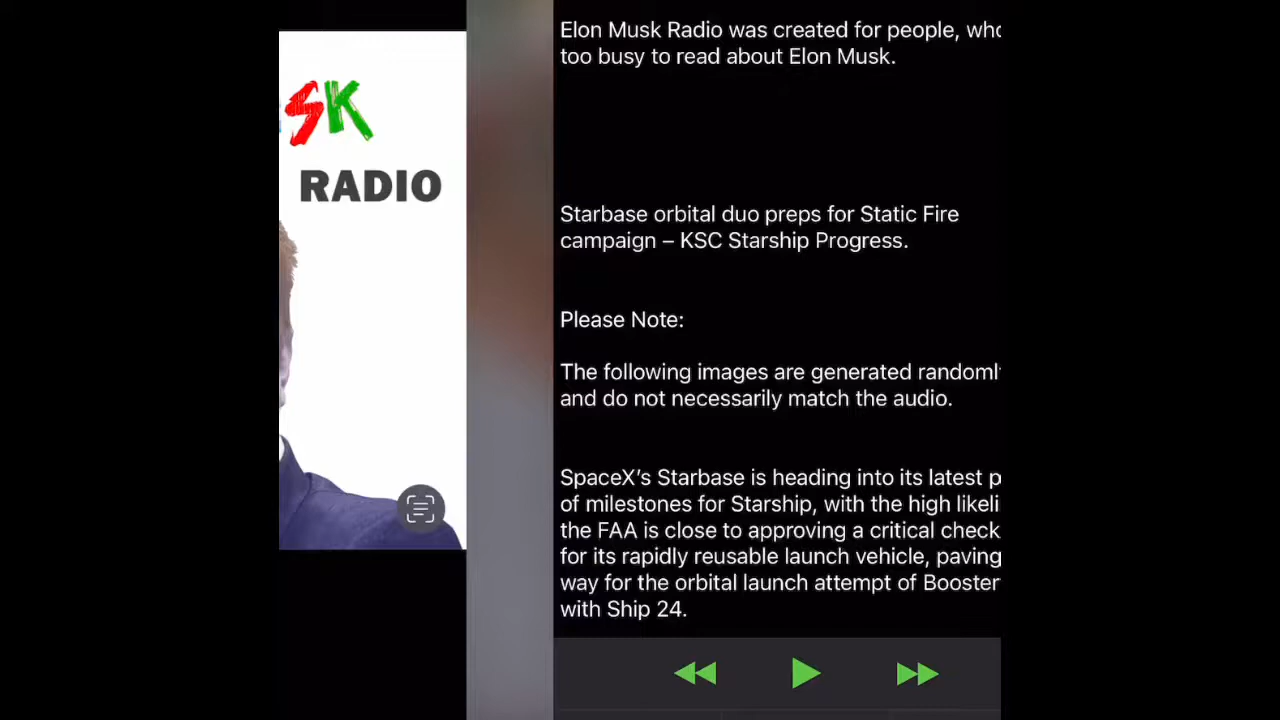 SK
RADIO
Elon Musk Radio was created for people,
too busy to read about Elon Musk.
Starbase orbital duo preps for Static Fire
campaign – KSC Starship Progress.
Please Note:
The following images are generated
and do not necessarily match the audio.
SpaceX’s Starbase is heading into its latest
of milestones for Starship, with the high
the FAA is close to approving a critical check
for its rapidly reusable launch vehicle, paving
way for the orbital launch attempt of Booster
with Ship 24.